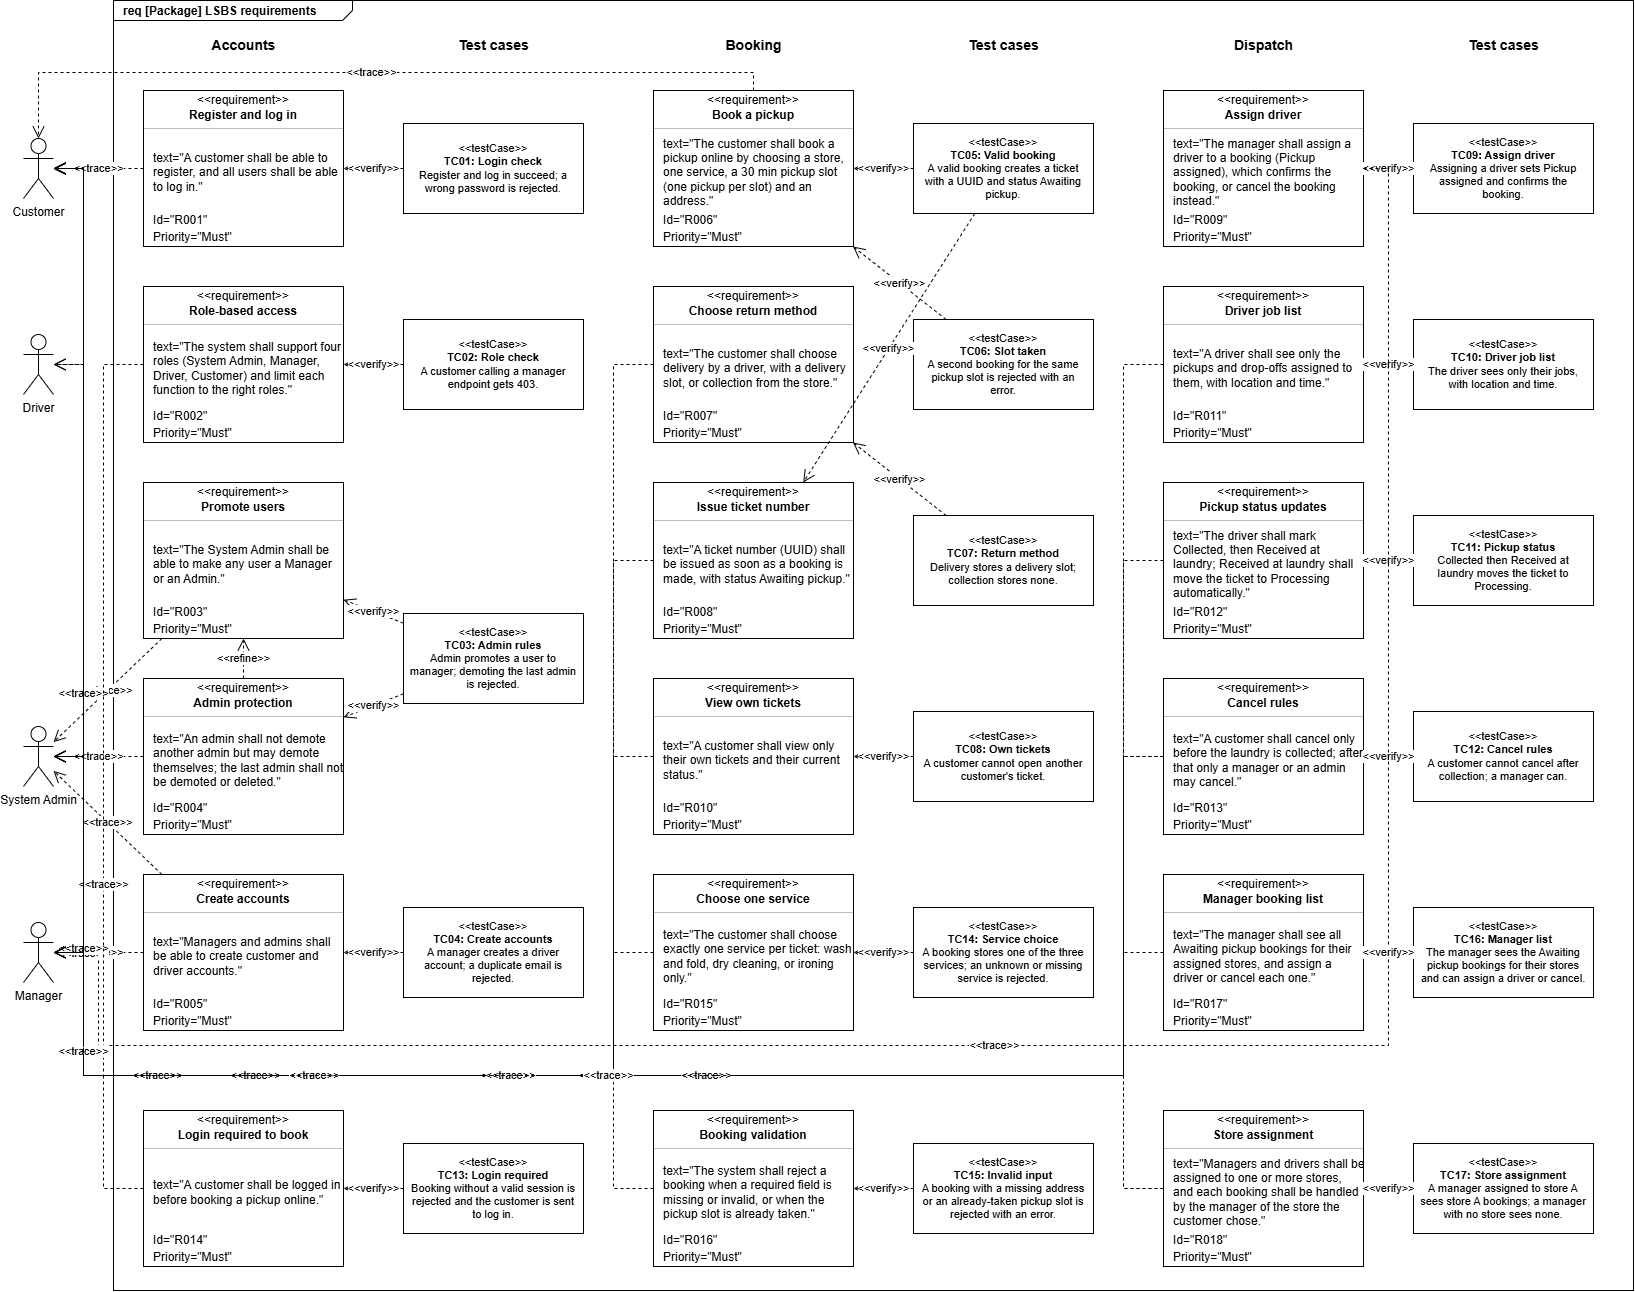 req [Package] LSBS requirements
Accounts
Test cases
Booking
Test cases
Dispatch
Test cases
<<trace>>
Customer
<<trace>>
<<requirement>>
Register and log in
text="A customer shall be able to
register, and all users shall be able
to log in."
Id="R001"
Priority="Must"
<<verify>>
<<testCase>>
TC01: Login check
Register and log in succeed; a
wrong password is rejected.
<<requirement>>
Book a pickup
text="The customer shall book a
pickup online by choosing a store,
one service, a 30 min pickup slot
(one pickup per slot) and an
address."
Id="R006"
Priority="Must"
<<verify>>
<<testCase>>
TC05: Valid booking
A valid booking creates a ticket
with a UUID and status Awaiting
pickup.
<<requirement>>
Assign driver
text="The manager shall assign a
driver to a booking (Pickup
assigned), which confirms the
booking, or cancel the booking
instead."
Id="R009"
Priority="Must"
<<verify>>
<<testCase>>
TC09: Assign driver
Assigning a driver sets Pickup
assigned and confirms the
booking.
<<verify>>
Driver
<<requirement>>
Role-based access
text="The system shall support four
roles (System Admin, Manager,
Driver, Customer) and limit each
function to the right roles."
Id="R002"
Priority="Must"
<<verify>>
<<testCase>>
TC02: Role check
A customer calling a manager
endpoint gets 403.
<<requirement>>
Choose return method
text="The customer shall choose
delivery by a driver, with a delivery
slot, or collection from the store."
Id="R007"
Priority="Must"
<<verify>>
<<testCase>>
TC06: Slot taken
A second booking for the same
pickup slot is rejected with an
error.
<<requirement>>
Driver job list
text="A driver shall see only the
pickups and drop-offs assigned to
them, with location and time."
Id="R011"
Priority="Must"
<<verify>>
<<testCase>>
TC10: Driver job list
The driver sees only their jobs,
with location and time.
<<verify>>
<<requirement>>
Promote users
text="The System Admin shall be
able to make any user a Manager
or an Admin."
Id="R003"
Priority="Must"
<<verify>>
<<testCase>>
TC03: Admin rules
Admin promotes a user to
manager; demoting the last admin
is rejected.
<<verify>>
<<requirement>>
Issue ticket number
text="A ticket number (UUID) shall
be issued as soon as a booking is
made, with status Awaiting pickup."
Id="R008"
Priority="Must"
<<testCase>>
TC07: Return method
Delivery stores a delivery slot;
collection stores none.
<<requirement>>
Pickup status updates
text="The driver shall mark
Collected, then Received at
laundry; Received at laundry shall
move the ticket to Processing
automatically."
Id="R012"
Priority="Must"
<<verify>>
<<testCase>>
TC11: Pickup status
Collected then Received at
laundry moves the ticket to
Processing.
<<refine>>
<<trace>>
ce>>
System Admin
<<trace>>
<<requirement>>
Admin protection
text="An admin shall not demote
another admin but may demote
themselves; the last admin shall not
be demoted or deleted."
Id="R004"
Priority="Must"
<<requirement>>
View own tickets
text="A customer shall view only
their own tickets and their current
status."
Id="R010"
Priority="Must"
<<verify>>
<<testCase>>
TC08: Own tickets
A customer cannot open another
customer's ticket.
<<requirement>>
Cancel rules
text="A customer shall cancel only
before the laundry is collected; after
that only a manager or an admin
may cancel."
Id="R013"
Priority="Must"
<<verify>>
<<testCase>>
TC12: Cancel rules
A customer cannot cancel after
collection; a manager can.
<<trace>>
<<trace>>
Manager
<<trace>>
<<trace>>
<<requirement>>
Create accounts
text="Managers and admins shall
be able to create customer and
driver accounts."
Id="R005"
Priority="Must"
<<verify>>
<<testCase>>
TC04: Create accounts
A manager creates a driver
account; a duplicate email is
rejected.
<<requirement>>
Choose one service
text="The customer shall choose
exactly one service per ticket: wash
and fold, dry cleaning, or ironing
only."
Id="R015"
Priority="Must"
<<verify>>
<<testCase>>
TC14: Service choice
A booking stores one of the three
services; an unknown or missing
service is rejected.
<<requirement>>
Manager booking list
text="The manager shall see all
Awaiting pickup bookings for their
assigned stores, and assign a
driver or cancel each one."
Id="R017"
Priority="Must"
<<verify>>
<<testCase>>
TC16: Manager list
The manager sees the Awaiting
pickup bookings for their stores
and can assign a driver or cancel.
<<trace>>
<<trace>>
<<trace>>
<<trace>>
<<trace>>
<<trace>>
<<trace>>
<<trace>>
<<requirement>>
Login required to book
text="A customer shall be logged in
before booking a pickup online."
Id="R014"
Priority="Must"
<<verify>>
<<testCase>>
TC13: Login required
Booking without a valid session is
rejected and the customer is sent
to log in.
<<requirement>>
Booking validation
text="The system shall reject a
booking when a required field is
missing or invalid, or when the
pickup slot is already taken."
Id="R016"
Priority="Must"
<<verify>>
<<testCase>>
TC15: Invalid input
A booking with a missing address
or an already-taken pickup slot is
rejected with an error.
<<requirement>>
Store assignment
text="Managers and drivers shall be
assigned to one or more stores,
and each booking shall be handled
by the manager of the store the
customer chose."
Id="R018"
Priority="Must"
<<verify>>
<<testCase>>
TC17: Store assignment
A manager assigned to store A
sees store A bookings; a manager
with no store sees none.